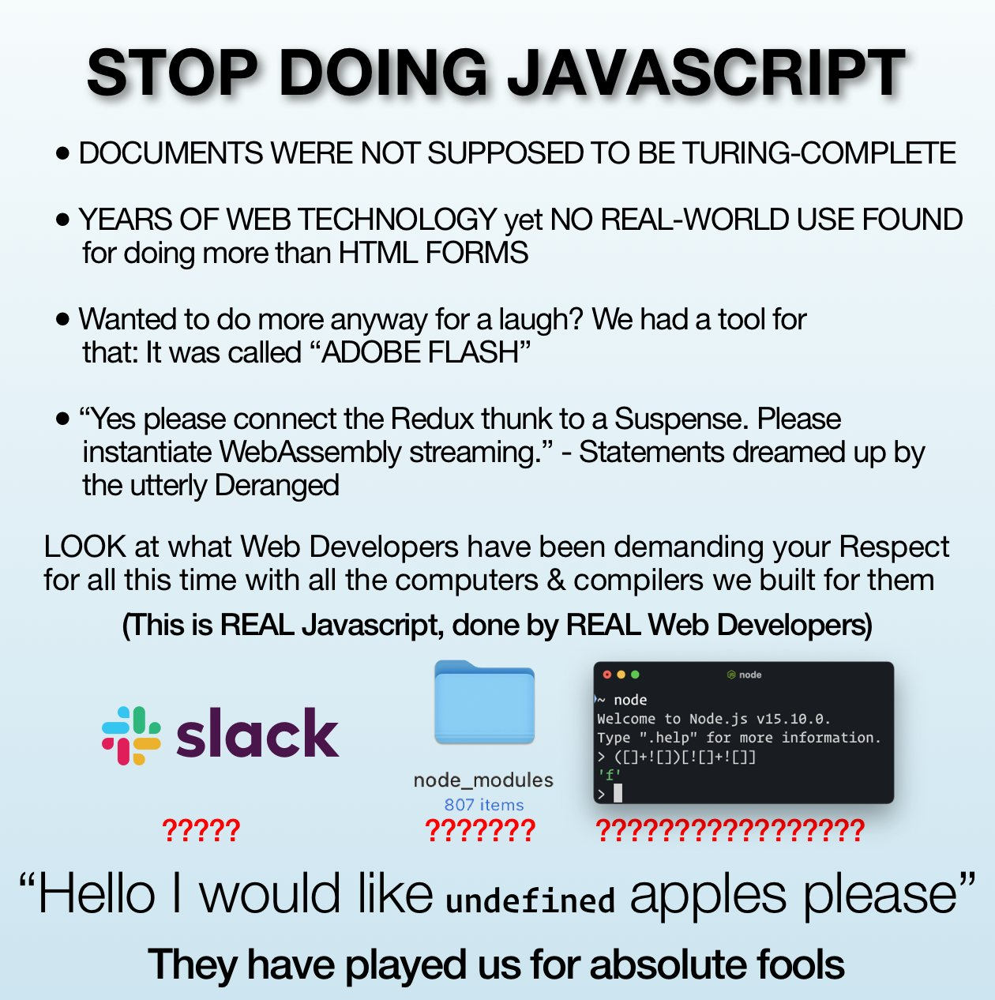 STOP DOING JAVASCRIPT
• DOCUMENTS WERE NOT SUPPOSED TO BE TURING-COMPLETE
• YEARS OF WEB TECHNOLOGY yet NO REAL-WORLD USE FOUND
for doing more than HTML FORMS
• Wanted to do more anyway for a laugh? We had a tool for
that: It was called “ADOBE FLASH”
• “Yes please connect the Redux thunk to a Suspense. Please
instantiate WebAssembly streaming.” - Statements dreamed up by
the utterly Deranged
LOOK at what Web Developers have been demanding your Respect
for all this time with all the computers & compilers we built for them
(This is REAL Javascript, done by REAL Web Developers)
slack
?????
node_modules
807 items
???????
node
~ node
Welcome to Node.js v15.10.0.
Type ".help" for more information.
> ([]+![])[![]+![]]
'f'
>
?????????????????
“Hello I would like undefined apples please”
They have played us for absolute fools